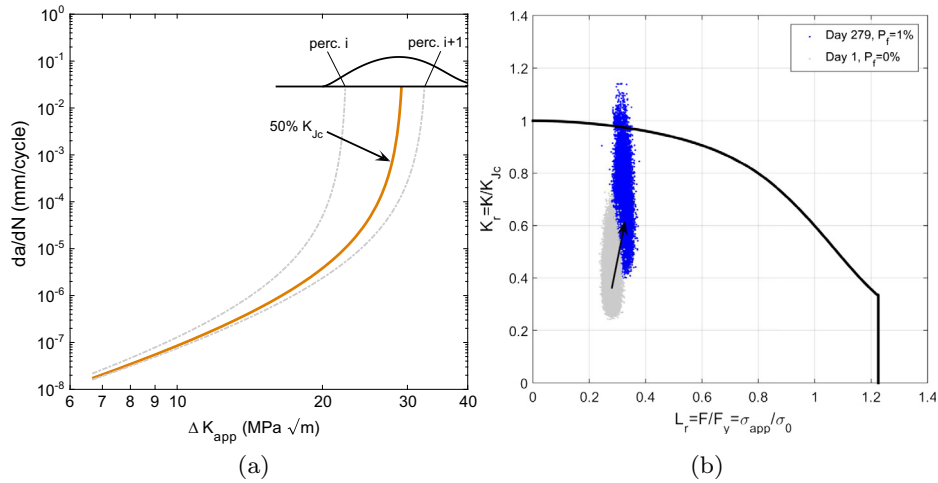 10^0
10^-1
10^-2
10^-3
10^-4
10^-5
10^-6
10^-7
10^-8
da/dN (mm/cycle)
perc. i
perc. i+1
50% K_Jc
6 7 8 9 10 20 30 40
Δ K_app (MPa √m)
(a)
1.4
1.2
1
0.8
0.6
0.4
0.2
0
K_r=K/K_Jc
Day 279, P_f=1%
Day 1, P_f=0%
0 0.2 0.4 0.6 0.8 1 1.2 1.4
L_r=F/F_y=σ_app/σ_0
(b)